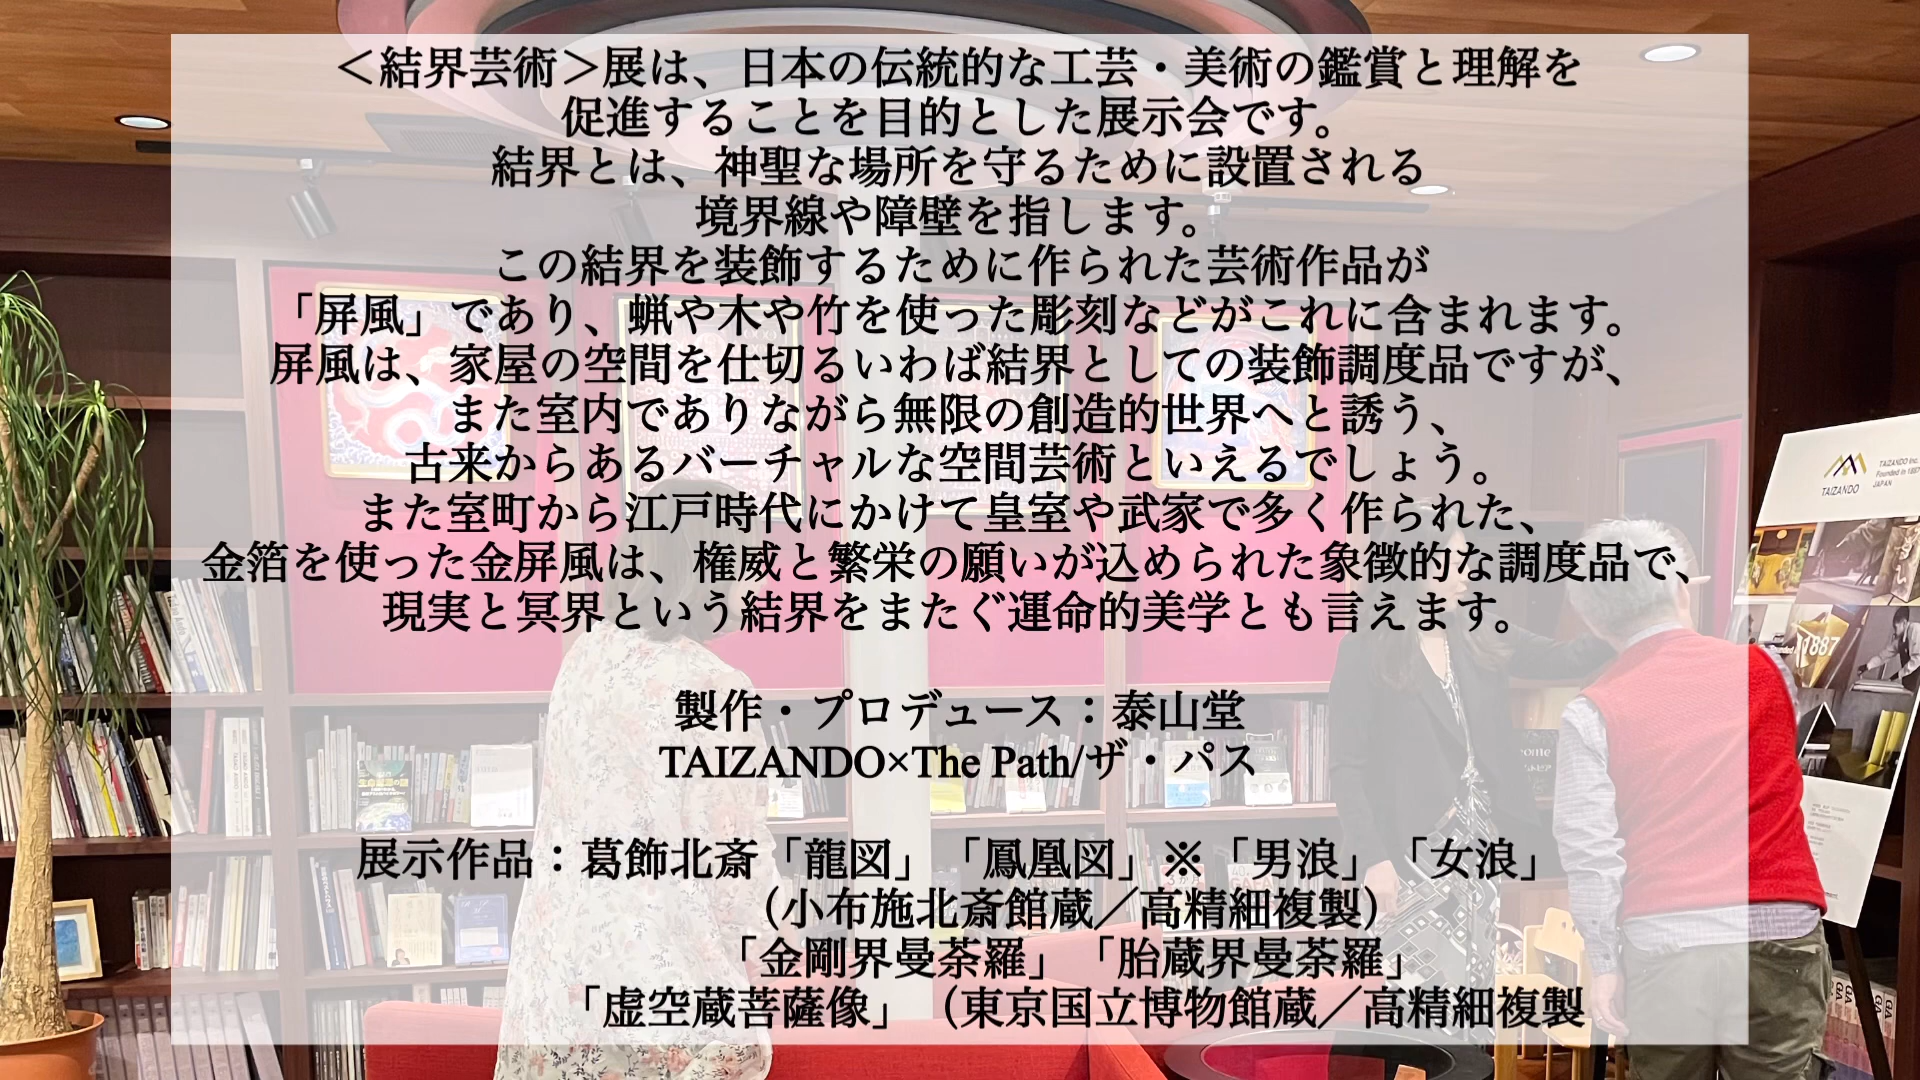 ＜結界芸術＞展は、日本の伝統的な工芸・美術の鑑賞と理解を
促進することを目的とした展示会です。
結界とは、神聖な場所を守るために設置される
境界線や障壁を指します。
この結界を装飾するために作られた芸術作品が
「屏風」であり、蝋や木や竹を使った彫刻などがこれに含まれます。
屏風は、家屋の空間を仕切るいわば結界としての装飾調度品ですが、
また室内でありながら無限の創造的世界へと誘う、
古来からあるバーチャルな空間芸術といえるでしょう。
また室町から江戸時代にかけて皇室や武家で多く作られた、
金箔を使った金屏風は、権威と繁栄の願いが込められた象徴的な調度品で、
現実と冥界という結界をまたぐ運命的美学とも言えます。
製作・プロデュース：泰山堂
TAIZANDO×The Path/ザ・パス
展示作品：葛飾北斎「龍図」「鳳凰図」※「男浪」「女浪」
（小布施北斎館蔵／高精細複製）
「金剛界曼荼羅」「胎蔵界曼荼羅」
「虚空蔵菩薩像」（東京国立博物館蔵／高精細複製
TAIZANDO
TAIZANDO Inc.
Founded in 1887
JAPAN
1887